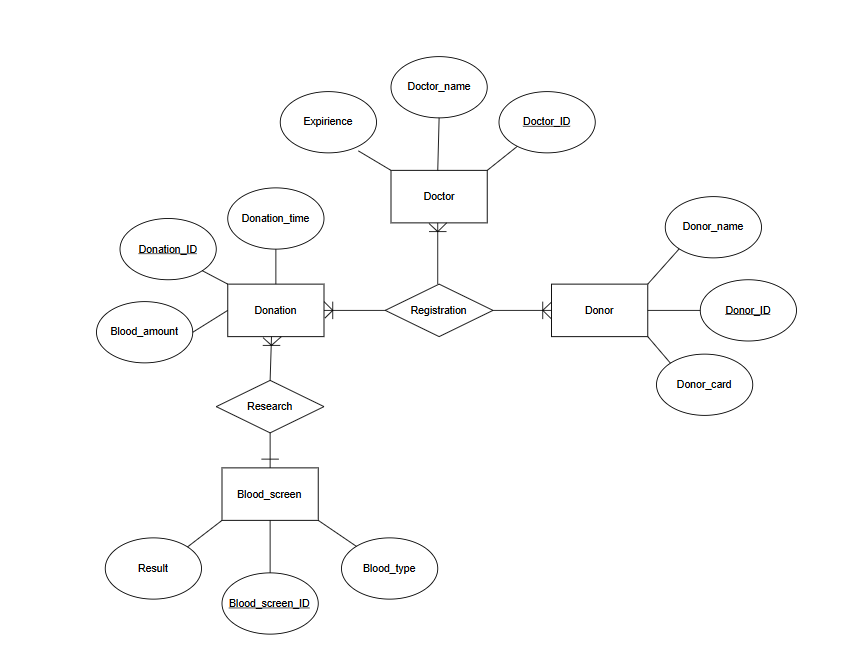 Doctor_name
Expirience
Doctor_ID
Doctor
Donation_time
Donor_name
Donation_ID
Donation
Registration
Donor
Donor_ID
Blood_amount
Donor_card
Research
Blood_screen
Result
Blood_type
Blood_screen_ID